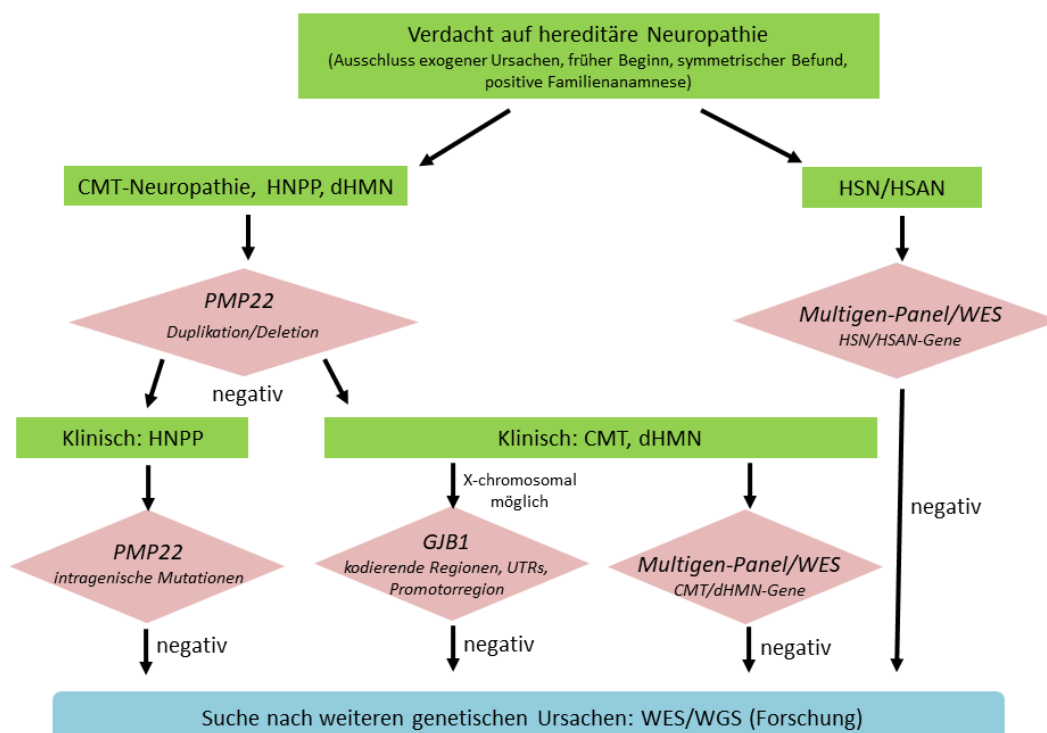 Verdacht auf hereditäre Neuropathie
(Ausschluss exogener Ursachen, früher Beginn, symmetrischer Befund,
positive Familienanamnese)
CMT-Neuropathie, HNPP, dHMN
HSN/HSAN
PMP22
Duplikation/Deletion
Multigen-Panel/WES
HSN/HSAN-Gene
negativ
Klinisch: HNPP
Klinisch: CMT, dHMN
X-chromosomal
möglich
negativ
PMP22
intragenische Mutationen
GJB1
kodierende Regionen, UTRs,
Promotorregion
Multigen-Panel/WES
CMT/dHMN-Gene
negativ
negativ
negativ
Suche nach weiteren genetischen Ursachen: WES/WGS (Forschung)